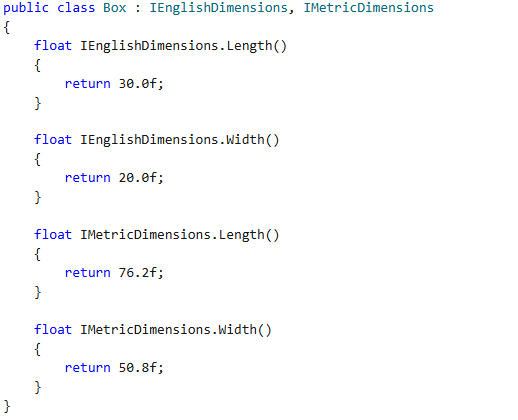 public class Box : IEnglishDimensions, IMetricDimensions
{
    float IEnglishDimensions.Length()
    {
        return 30.0f;
    }

    float IEnglishDimensions.Width()
    {
        return 20.0f;
    }

    float IMetricDimensions.Length()
    {
        return 76.2f;
    }

    float IMetricDimensions.Width()
    {
        return 50.8f;
    }
}